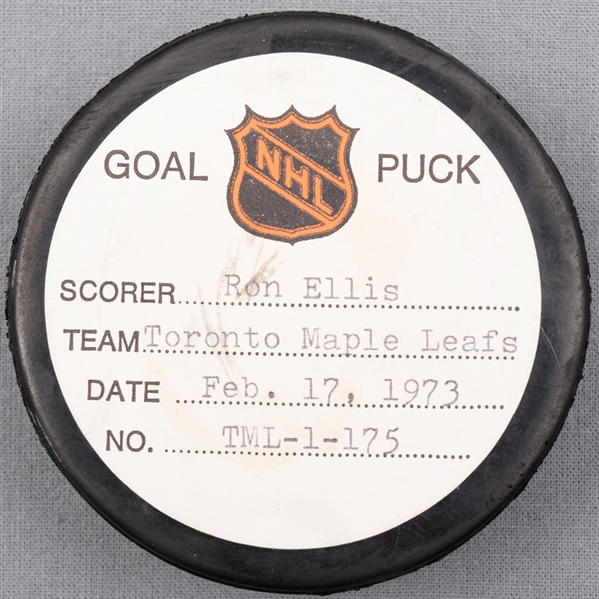 GOAL NHL PUCK
SCORER Ron Ellis
TEAM Toronto Maple Leafs
DATE Feb. 17, 1973
NO. TML-1-175